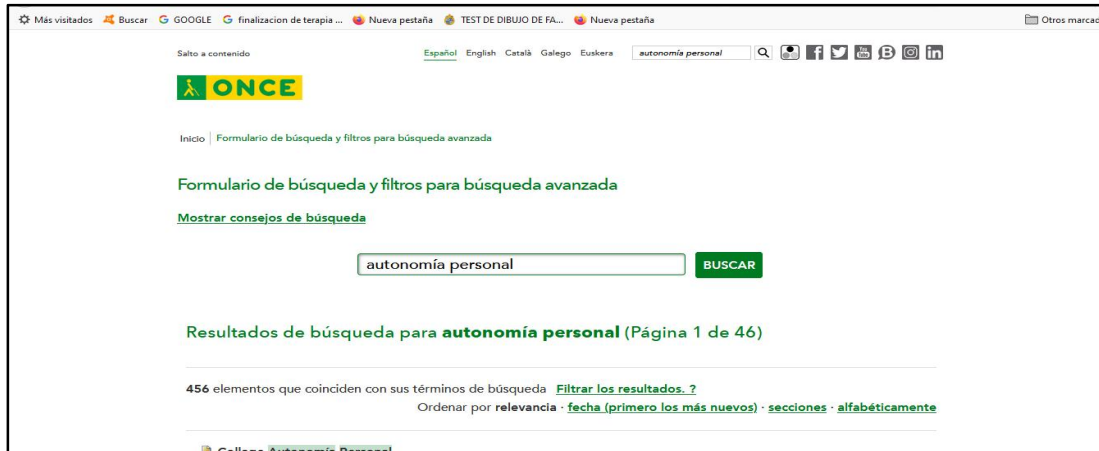 Más visitados Buscar GOOGLE finalizacion de terapia ... Nueva pestaña TEST DE DIBUJO DE FA... Nueva pestaña Otros marcad
Salto a contenido Español English Català Galego Euskera autonomía personal
ONCE
Inicio | Formulario de búsqueda y filtros para búsqueda avanzada
Formulario de búsqueda y filtros para búsqueda avanzada
Mostrar consejos de búsqueda
autonomía personal BUSCAR
Resultados de búsqueda para autonomía personal (Página 1 de 46)
456 elementos que coinciden con sus términos de búsqueda Filtrar los resultados. ?
Ordenar por relevancia · fecha (primero los más nuevos) · secciones · alfabéticamente
Autonomía Personal